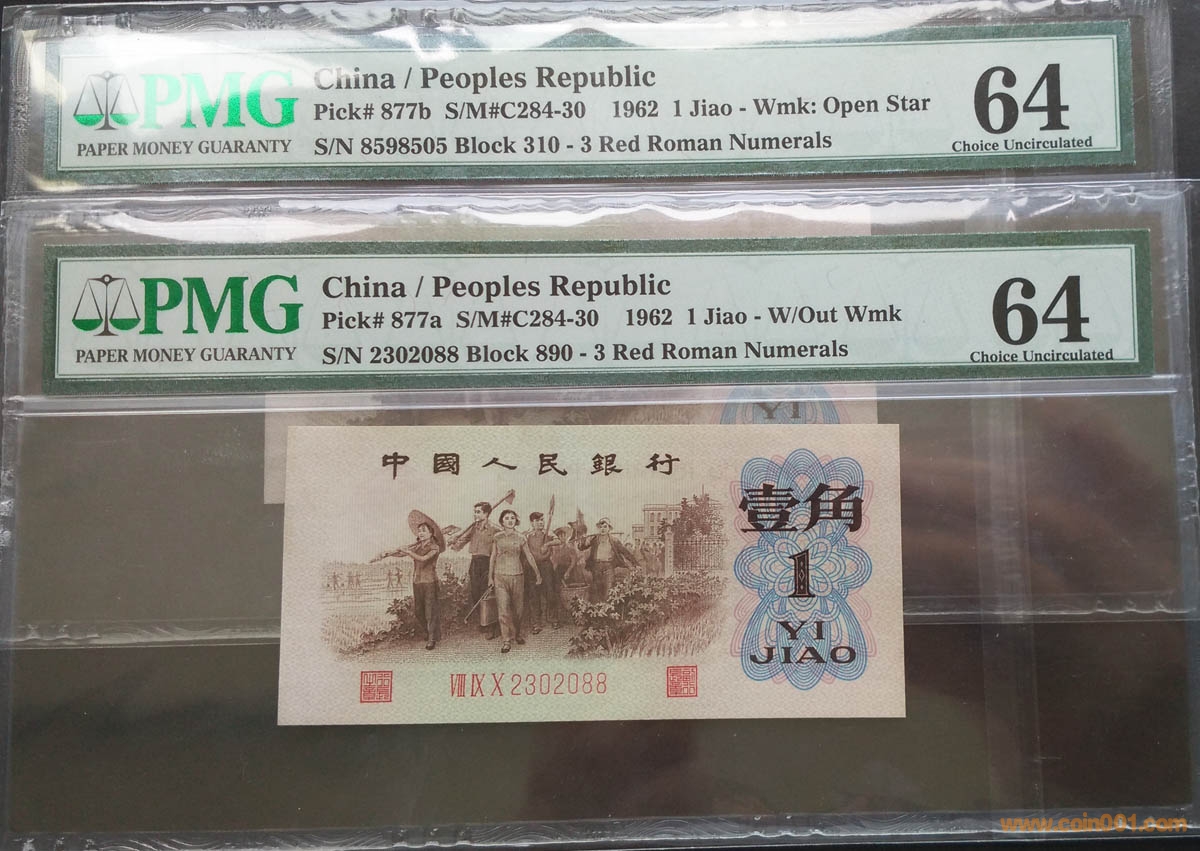 PMG
PAPER MONEY GUARANTY
China / Peoples Republic
Pick# 877b S/M#C284-30 1962 1 Jiao - Wmk: Open Star
S/N 8598505 Block 310 - 3 Red Roman Numerals
64
Choice Uncirculated
PMG
PAPER MONEY GUARANTY
China / Peoples Republic
Pick# 877a S/M#C284-30 1962 1 Jiao - W/Out Wmk
S/N 2302088 Block 890 - 3 Red Roman Numerals
64
Choice Uncirculated
YI
中國人民銀行
壹角
1
YI
JIAO
VIII IX X 2302088
www.coin001.com